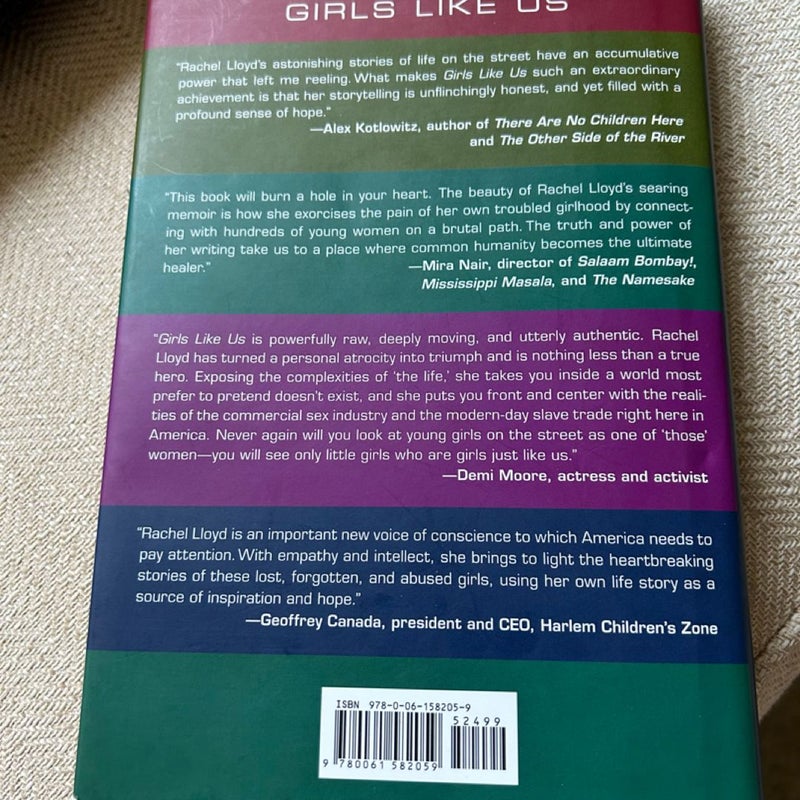 GIRLS LIKE US
"Rachel Lloyd's astonishing stories of life on the street have an accumulative
power that left me reeling. What makes Girls Like Us such an extraordinary
achievement is that her storytelling is unflinchingly honest, and yet filled with a
profound sense of hope."
—Alex Kotlowitz, author of There Are No Children Here
and The Other Side of the River
"This book will burn a hole in your heart. The beauty of Rachel Lloyd's searing
memoir is how she exorcises the pain of her own troubled girlhood by connect-
ing with hundreds of young women on a brutal path. The truth and power of
her writing take us to a place where common humanity becomes the ultimate
healer." —Mira Nair, director of Salaam Bombay!,
Mississippi Masala, and The Namesake
"Girls Like Us is powerfully raw, deeply moving, and utterly authentic. Rachel
Lloyd has turned a personal atrocity into triumph and is nothing less than a true
hero. Exposing the complexities of 'the life,' she takes you inside a world most
prefer to pretend doesn't exist, and she puts you front and center with the reali-
ties of the commercial sex industry and the modern-day slave trade right here in
America. Never again will you look at young girls on the street as one of 'those'
women—you will see only little girls who are girls just like us."
—Demi Moore, actress and activist
"Rachel Lloyd is an important new voice of conscience to which America needs to
pay attention. With empathy and intellect, she brings to light the heartbreaking
stories of these lost, forgotten, and abused girls, using her own life story as a
source of inspiration and hope."
—Geoffrey Canada, president and CEO, Harlem Children's Zone
ISBN 978-0-06-158205-9
52499
9 780061 582059